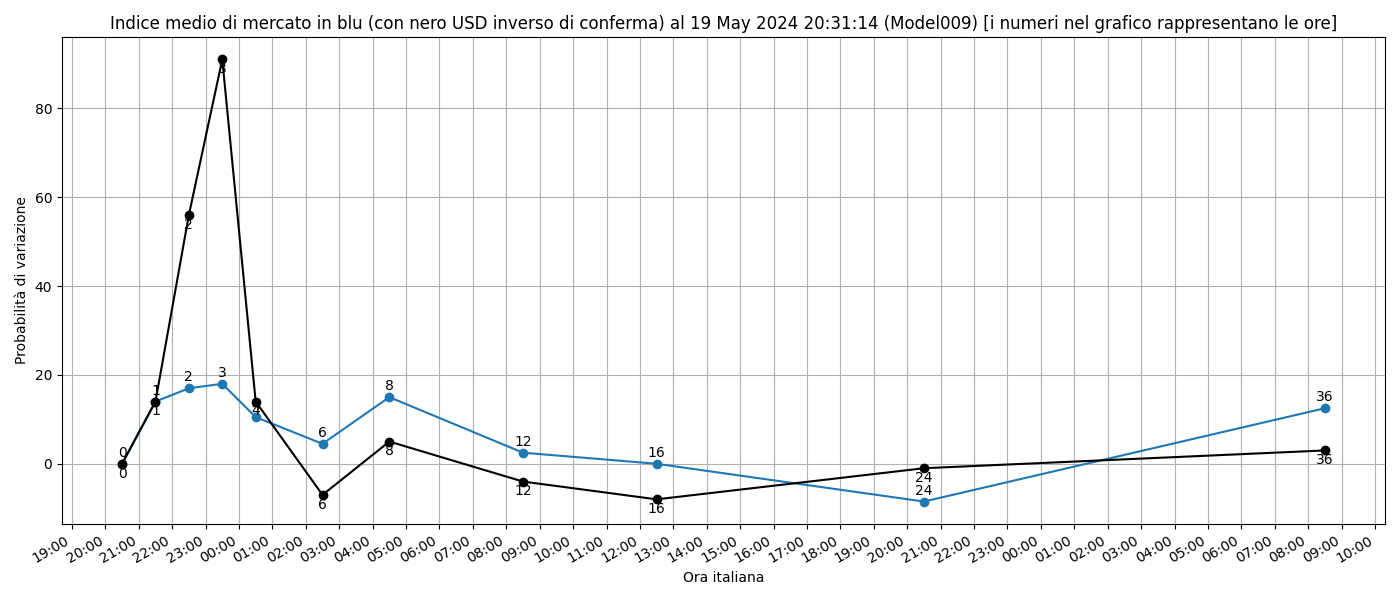 Indice medio di mercato in blu (con nero USD inverso di conferma) al 19 May 2024 20:31:14 (Model009) [i numeri nel grafico rappresentano le ore]
Probabilità di variazione
80
60
40
20
0
0 1 2 3 4 6 8 12 16 24 36
0 1 2 3 4 6 8 12 16 24 36
19:00 20:00 21:00 22:00 23:00 00:00 01:00 02:00 03:00 04:00 05:00 06:00 07:00 08:00 09:00 10:00 11:00 12:00 13:00 14:00 15:00 16:00 17:00 18:00 19:00 20:00 21:00 22:00 23:00 00:00 01:00 02:00 03:00 04:00 05:00 06:00 07:00 08:00 09:00 10:00
Ora italiana